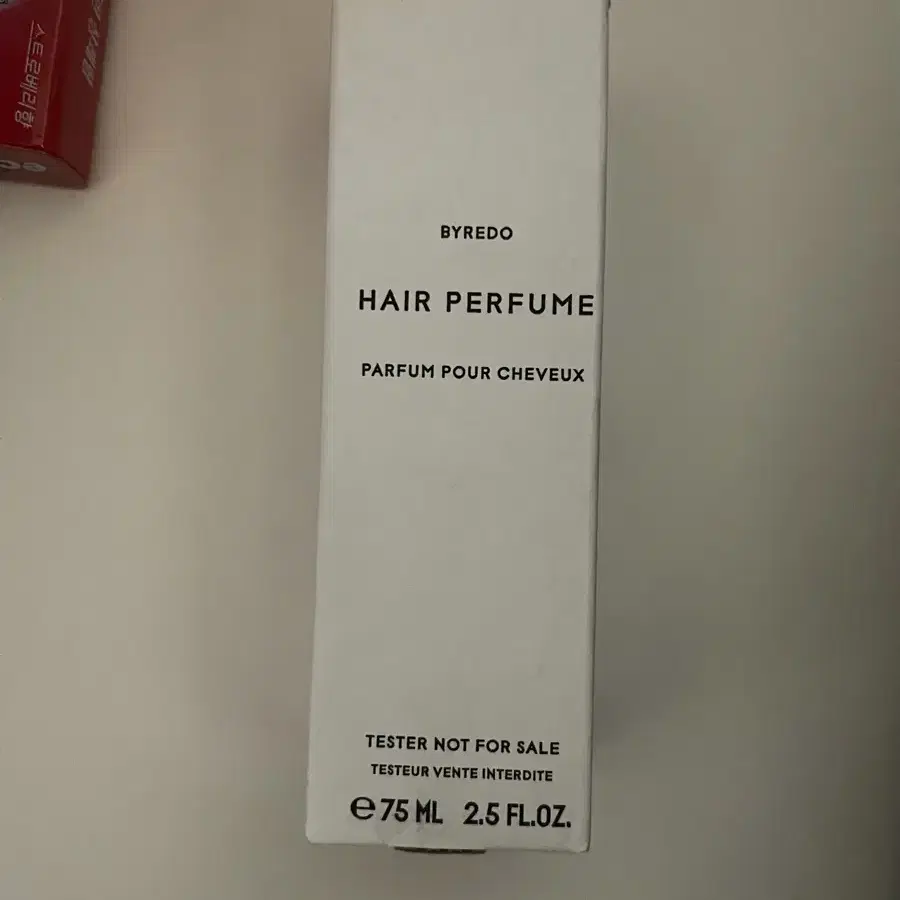 BYREDO
HAIR PERFUME
PARFUM POUR CHEVEUX
TESTER NOT FOR SALE
TESTEUR VENTE INTERDITE
℮75 ML 2.5 FL.OZ.